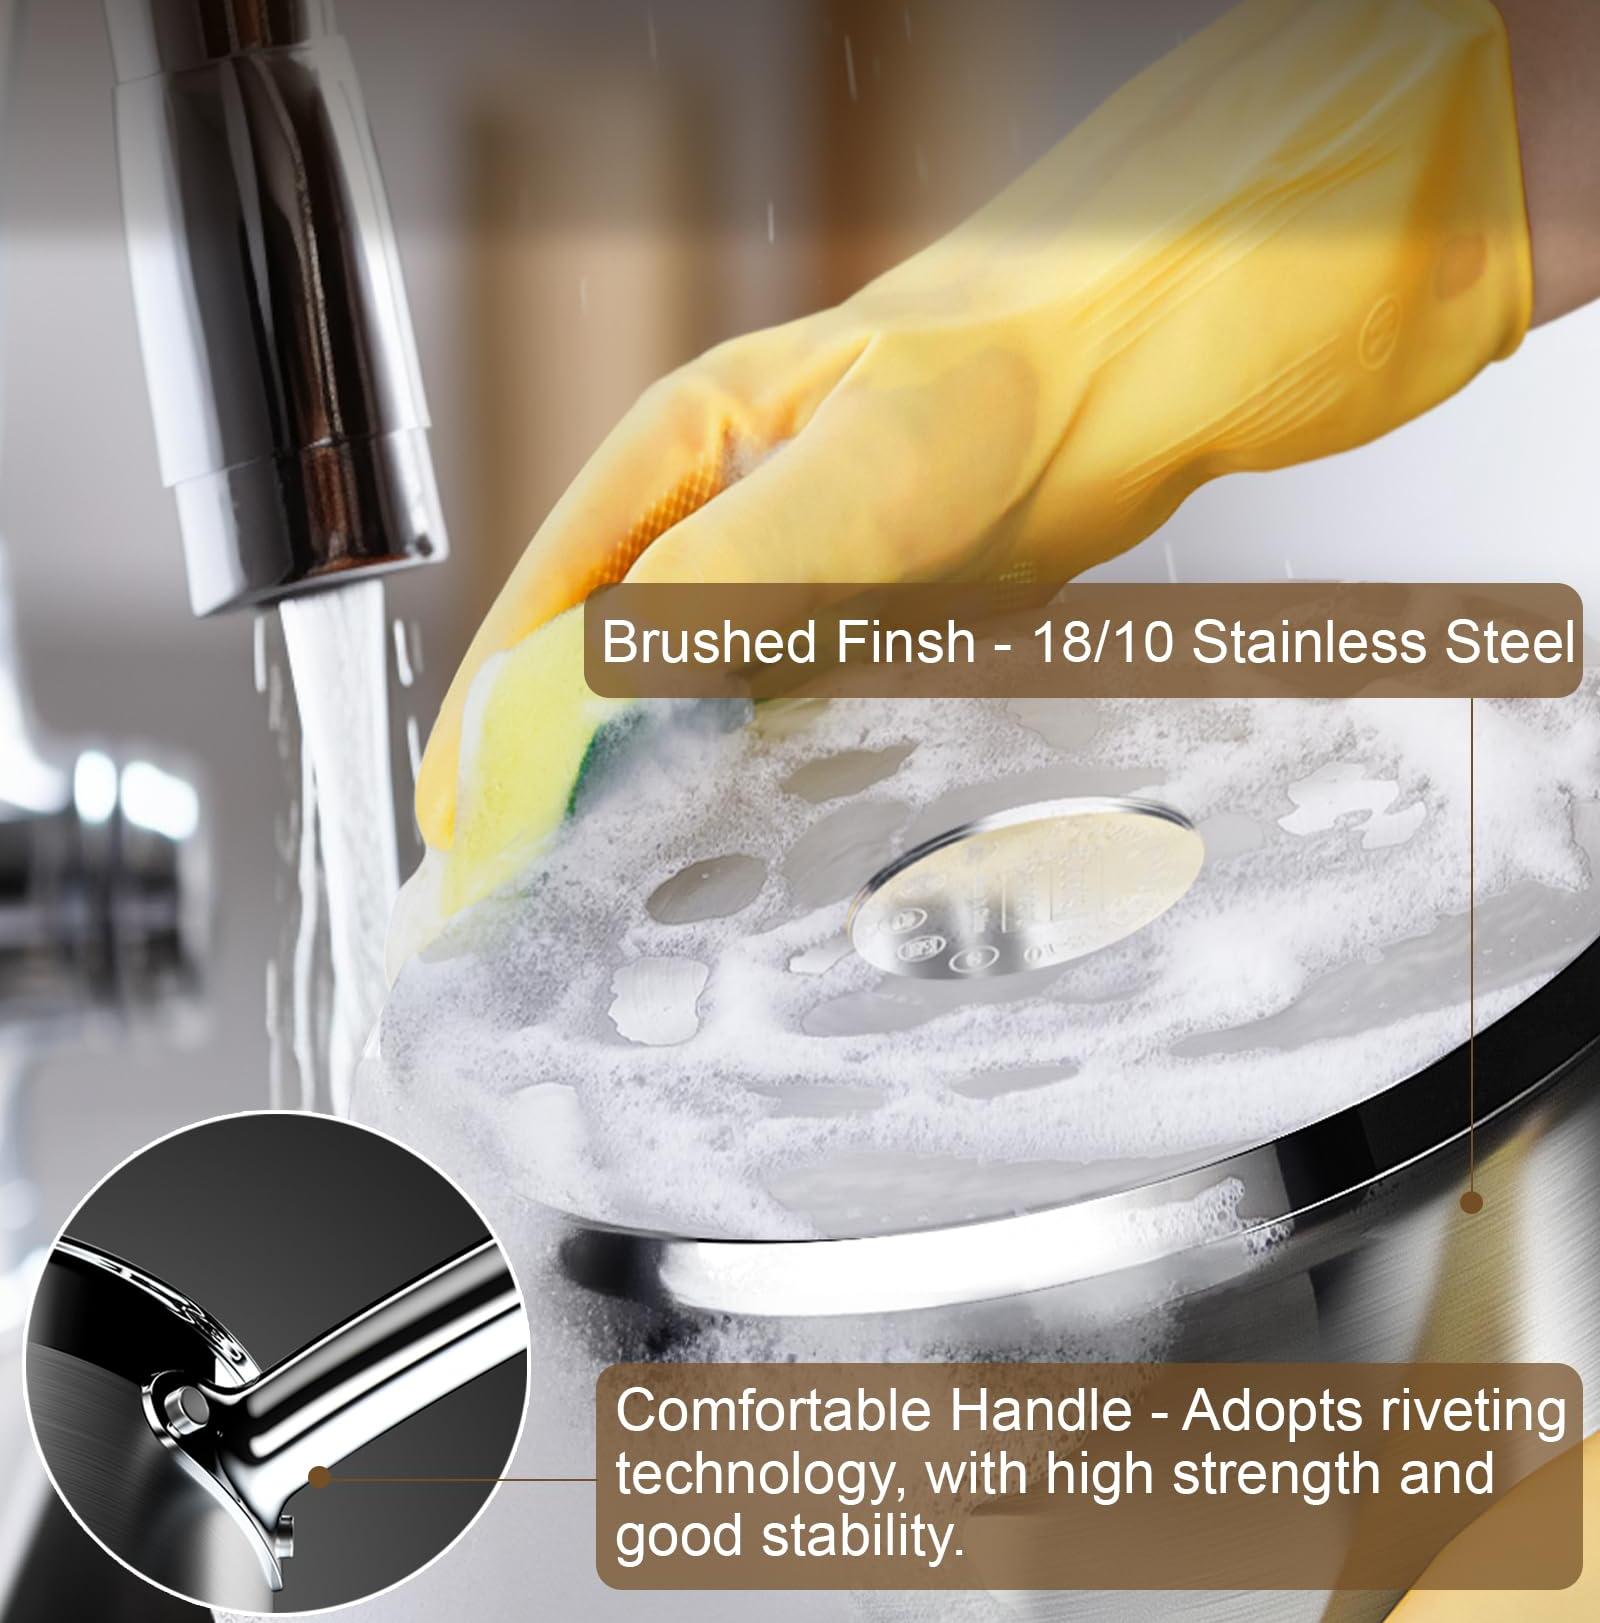 Brushed Finsh - 18/10 Stainless Steel
Comfortable Handle - Adopts riveting
technology, with high strength and
good stability.